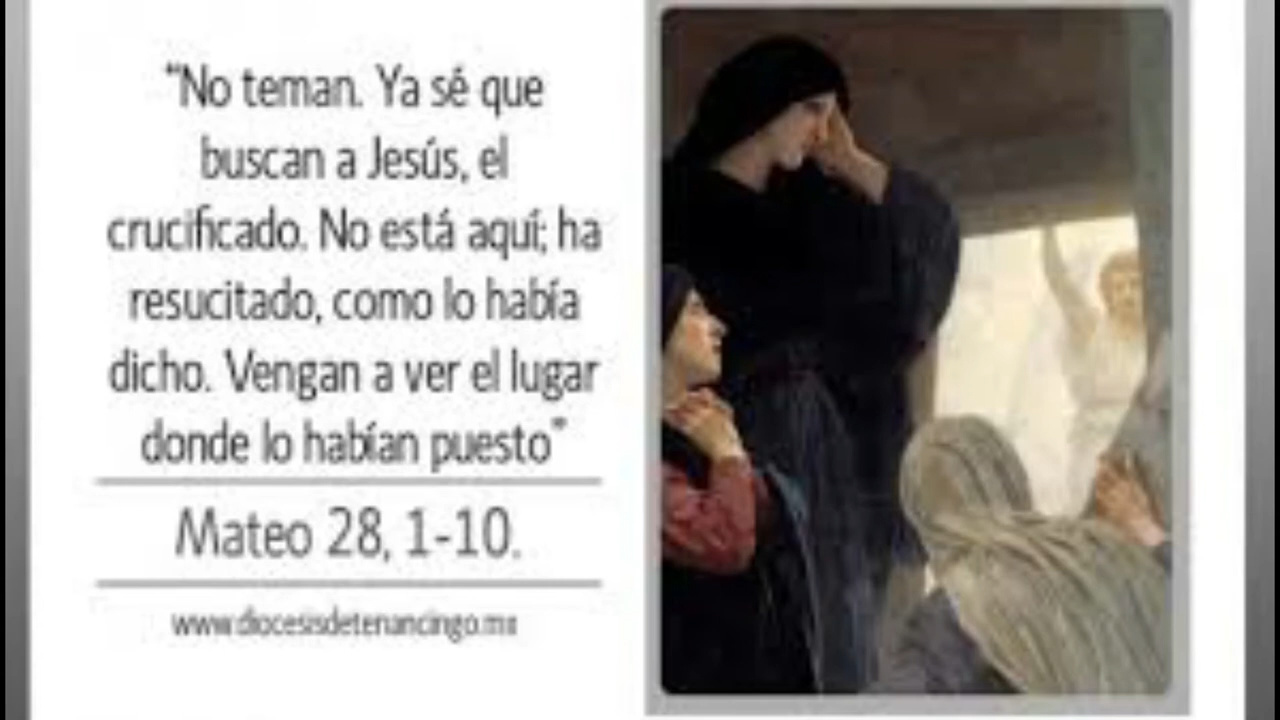 “No teman. Ya sé que
buscan a Jesús, el
crucificado. No está aquí; ha
resucitado, como lo había
dicho. Vengan a ver el lugar
donde lo habían puesto”
Mateo 28, 1-10.
www.diocesisdetenancingo.mx